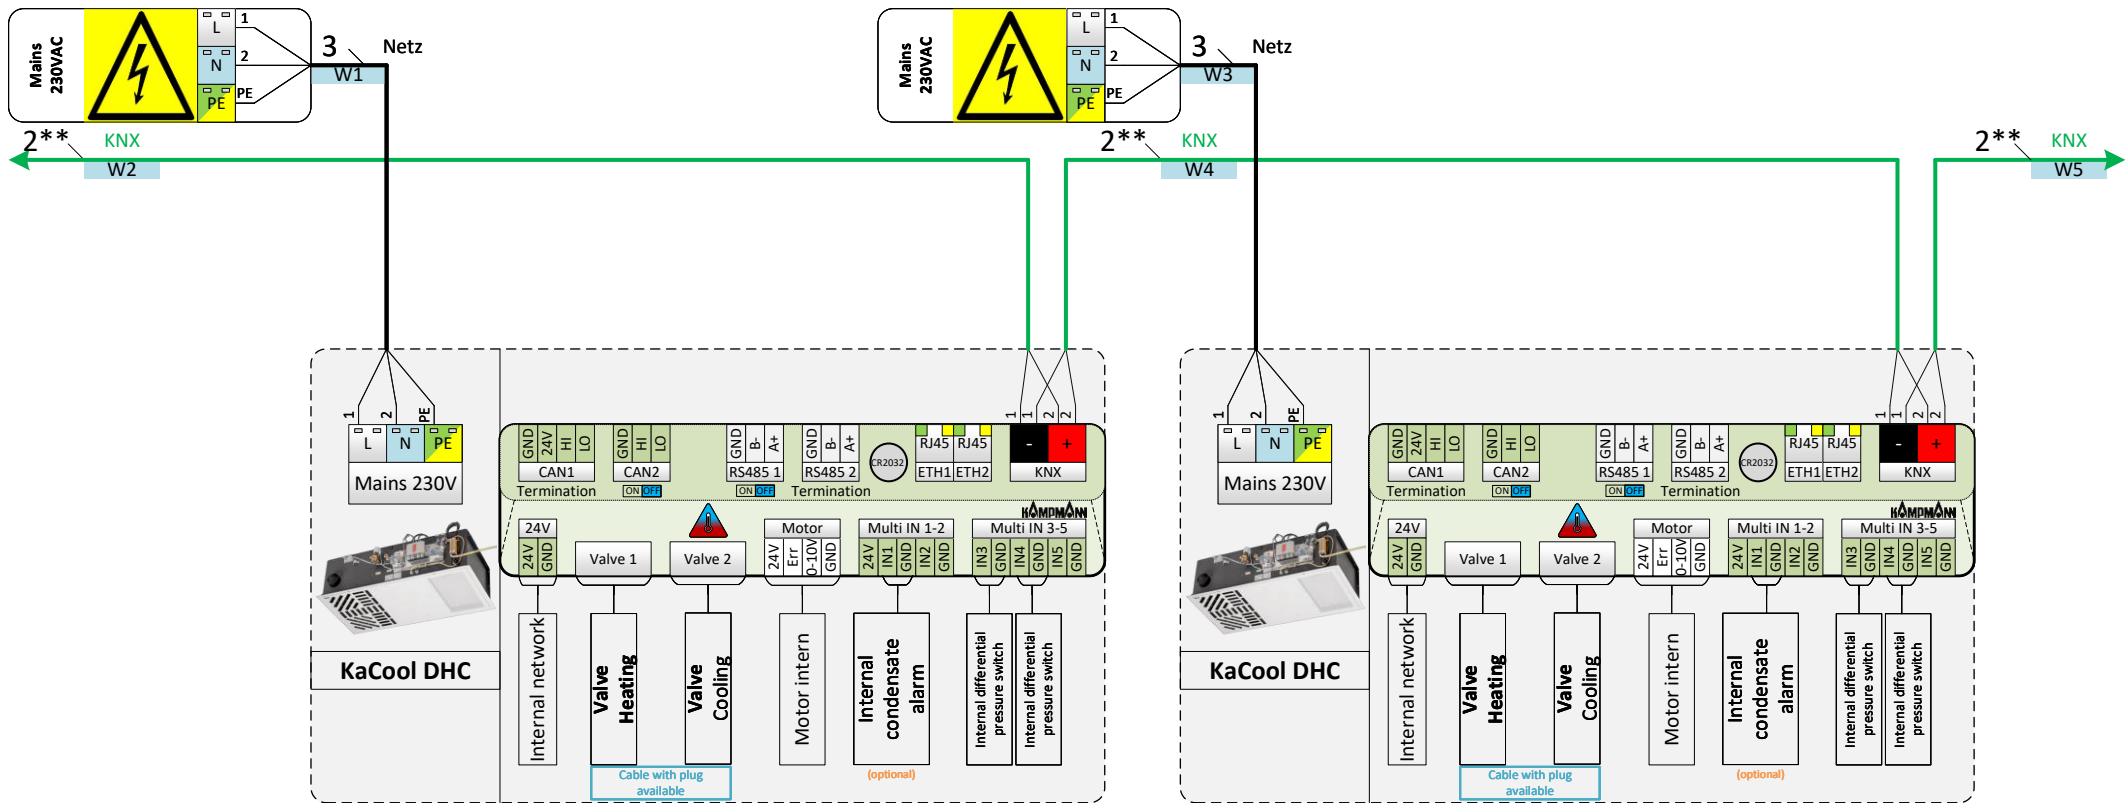 Mains
230VAC
L
N
PE
1
2
PE
3
Netz
W1
2**
KNX
W2
Mains
230VAC
L
N
PE
1
2
PE
3
Netz
W3
2**
KNX
W4
2**
KNX
W5
1
2
PE
L
N
PE
Mains 230V
KaCool DHC
GND
24V
HI
LO
CAN1
Termination
GND
HI
LO
CAN2
ON OFF
GND
B-
A+
RS485 1
ON OFF
GND
B-
A+
RS485 2
Termination
CR2032
RJ45 RJ45
ETH1 ETH2
1
1
2
2
-
+
KNX
KAMPMANN
24V
24V
GND
Valve 1
Valve 2
Motor
24V
Err
0-10V
GND
Multi IN 1-2
24V
IN1
GND
IN2
GND
Multi IN 3-5
IN3
GND
IN4
GND
IN5
GND
Internal network
Valve
Heating
Valve
Cooling
Cable with plug
available
Motor intern
Internal
condensate
alarm
(optional)
Internal differential
pressure switch
Internal differential
pressure switch
1
2
PE
L
N
PE
Mains 230V
KaCool DHC
GND
24V
HI
LO
CAN1
Termination
GND
HI
LO
CAN2
ON OFF
GND
B-
A+
RS485 1
ON OFF
GND
B-
A+
RS485 2
Termination
CR2032
RJ45 RJ45
ETH1 ETH2
1
1
2
2
-
+
KNX
KAMPMANN
24V
24V
GND
Valve 1
Valve 2
Motor
24V
Err
0-10V
GND
Multi IN 1-2
24V
IN1
GND
IN2
GND
Multi IN 3-5
IN3
GND
IN4
GND
IN5
GND
Internal network
Valve
Heating
Valve
Cooling
Cable with plug
available
Motor intern
Internal
condensate
alarm
(optional)
Internal differential
pressure switch
Internal differential
pressure switch